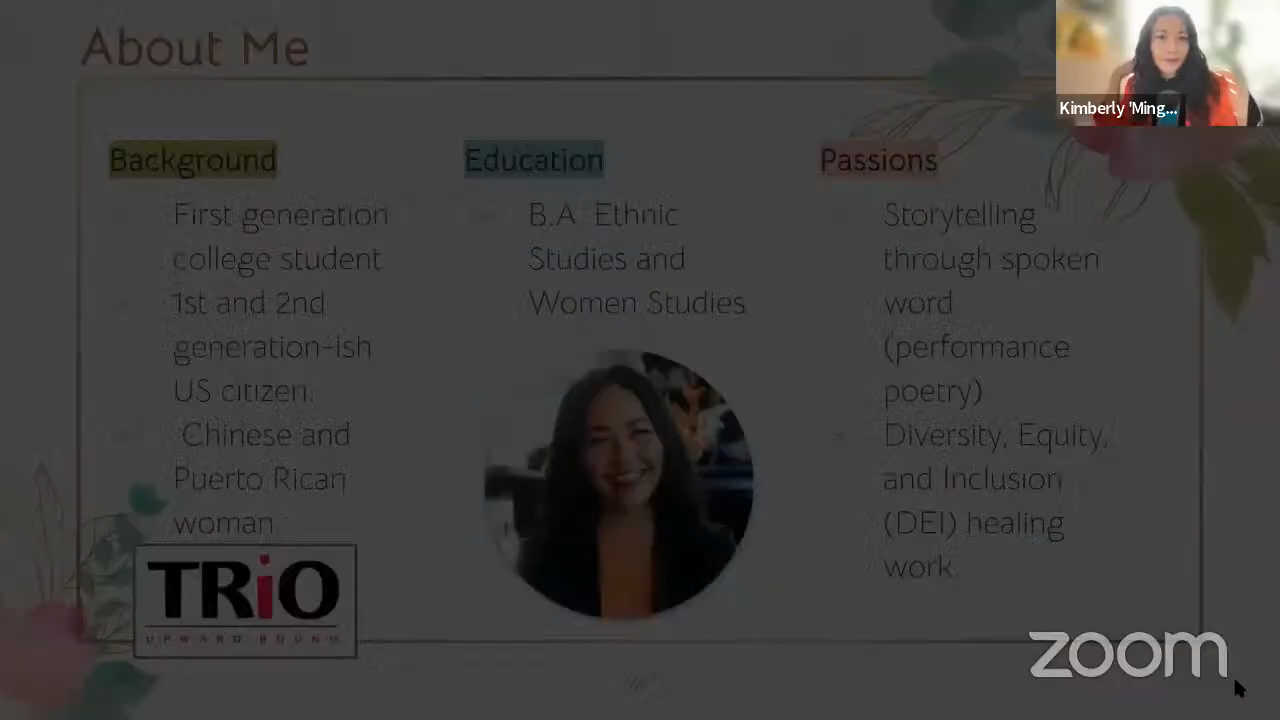 About Me
Kimberly 'Ming...
Background
First generation
college student
1st and 2nd
generation-ish
US citizen.
Chinese and
Puerto Rican
woman.
TRiO
UPWARD BOUND
Education
B.A. Ethnic
Studies and
Women Studies
Passions
Storytelling
through spoken
word
(performance
poetry)
Diversity, Equity,
and Inclusion
(DEI) healing
work.
zoom